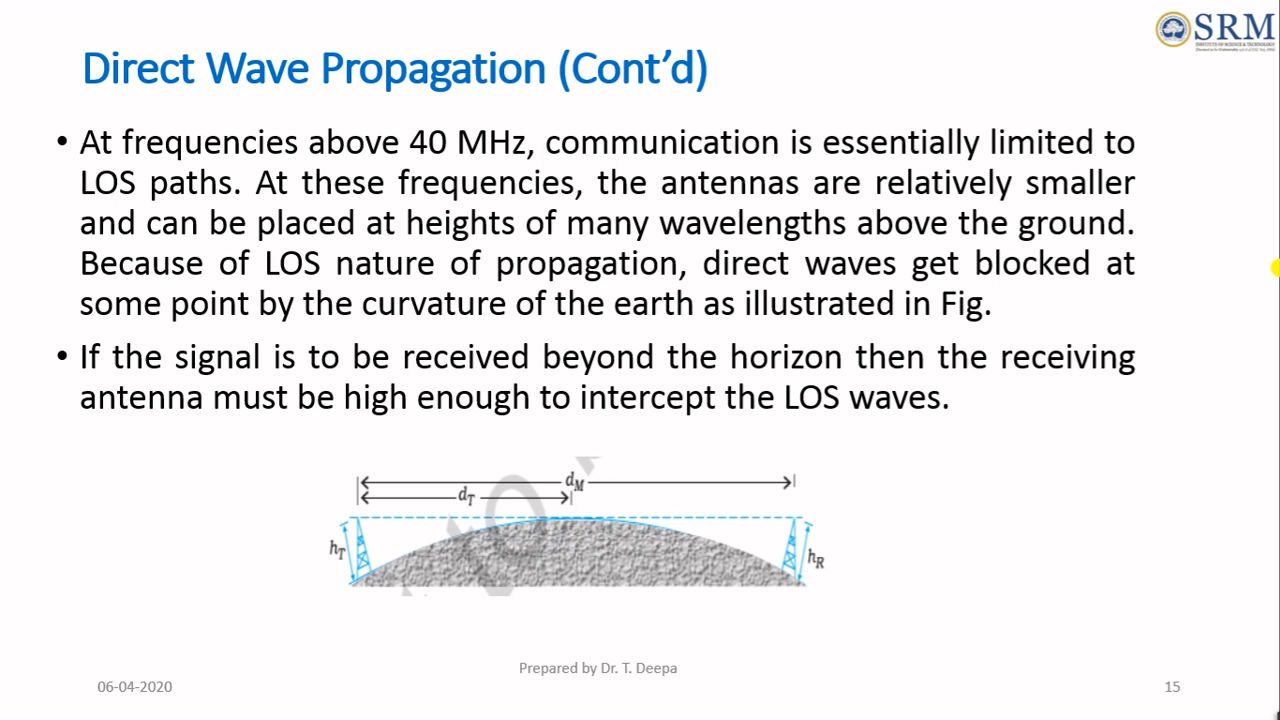 SRM
INSTITUTE OF SCIENCE & TECHNOLOGY
Direct Wave Propagation (Cont’d)
• At frequencies above 40 MHz, communication is essentially limited to
LOS paths. At these frequencies, the antennas are relatively smaller
and can be placed at heights of many wavelengths above the ground.
Because of LOS nature of propagation, direct waves get blocked at
some point by the curvature of the earth as illustrated in Fig.
• If the signal is to be received beyond the horizon then the receiving
antenna must be high enough to intercept the LOS waves.
dM
dT
hT
hR
Prepared by Dr. T. Deepa
06-04-2020
15